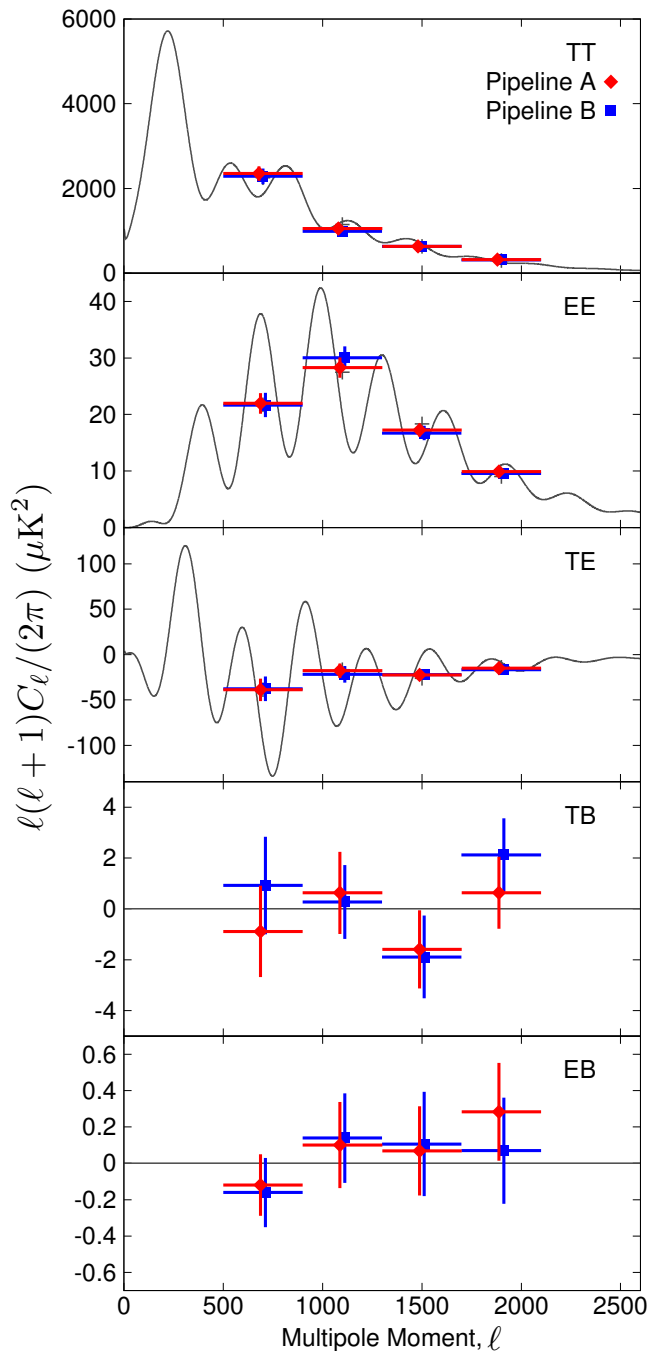 6000
4000
2000
0
TT
Pipeline A
Pipeline B
40
30
20
10
0
EE
100
50
0
-50
-100
TE
4
2
0
-2
-4
TB
0.6
0.4
0.2
0
-0.2
-0.4
-0.6
EB
0 500 1000 1500 2000 2500
Multipole Moment, ℓ
ℓ(ℓ + 1)C_ℓ/(2π) (μK²)